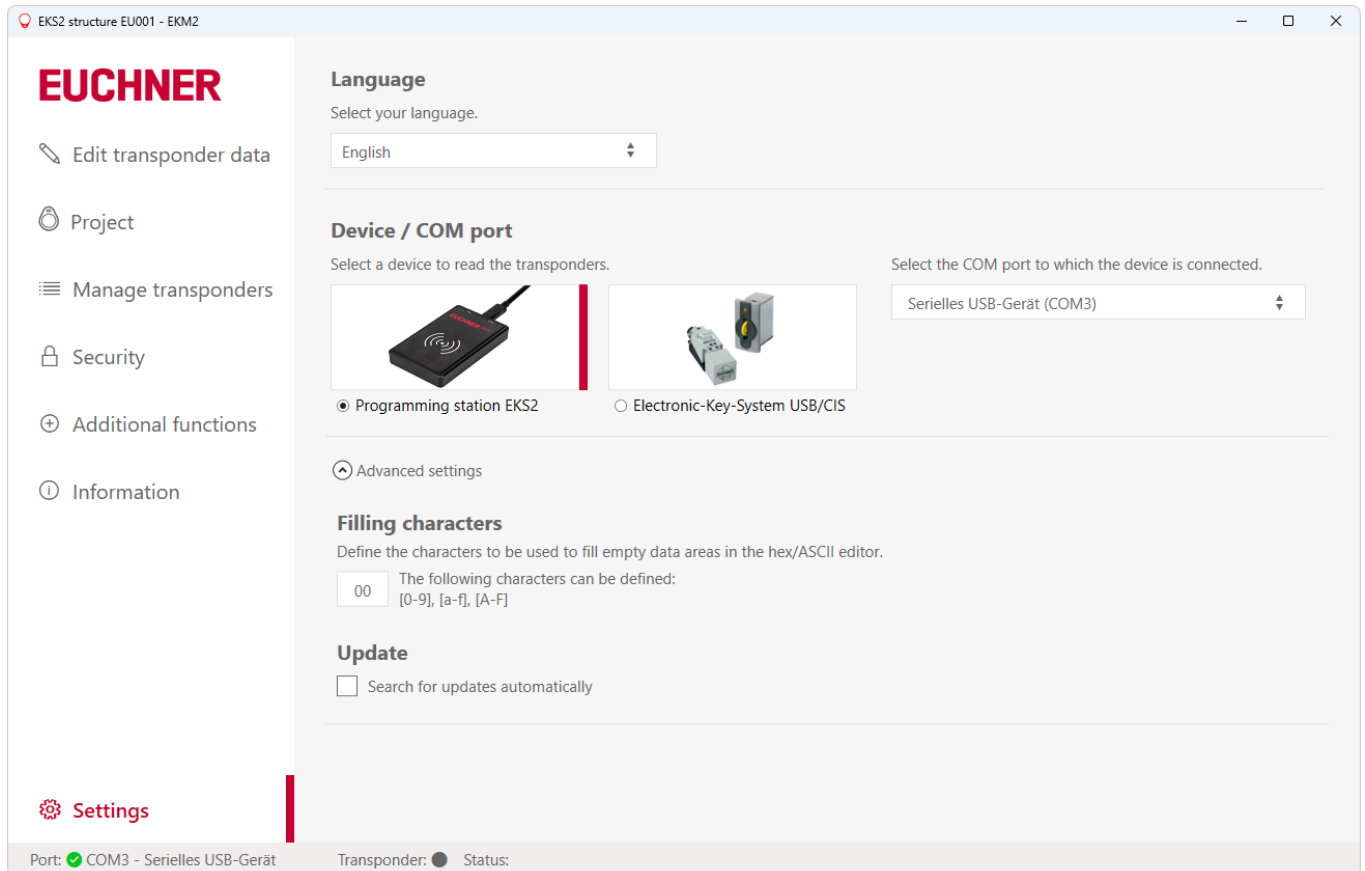 EKS2 structure EU001 - EKM2
EUCHNER
Edit transponder data
Project
Manage transponders
Security
Additional functions
Information
Settings
Language
Select your language.
English
Device / COM port
Select a device to read the transponders.
Select the COM port to which the device is connected.
Serielles USB-Gerät (COM3)
EUCHNER
Programming station EKS2
Electronic-Key-System USB/CIS
Advanced settings
Filling characters
Define the characters to be used to fill empty data areas in the hex/ASCII editor.
00
The following characters can be defined:
[0-9], [a-f], [A-F]
Update
Search for updates automatically
Port: COM3 - Serielles USB-Gerät Transponder: Status: